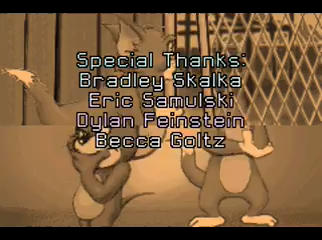 Special Thanks:
Bradley Skalka
Eric Samulski
Dylan Feinstein
Becca Goltz